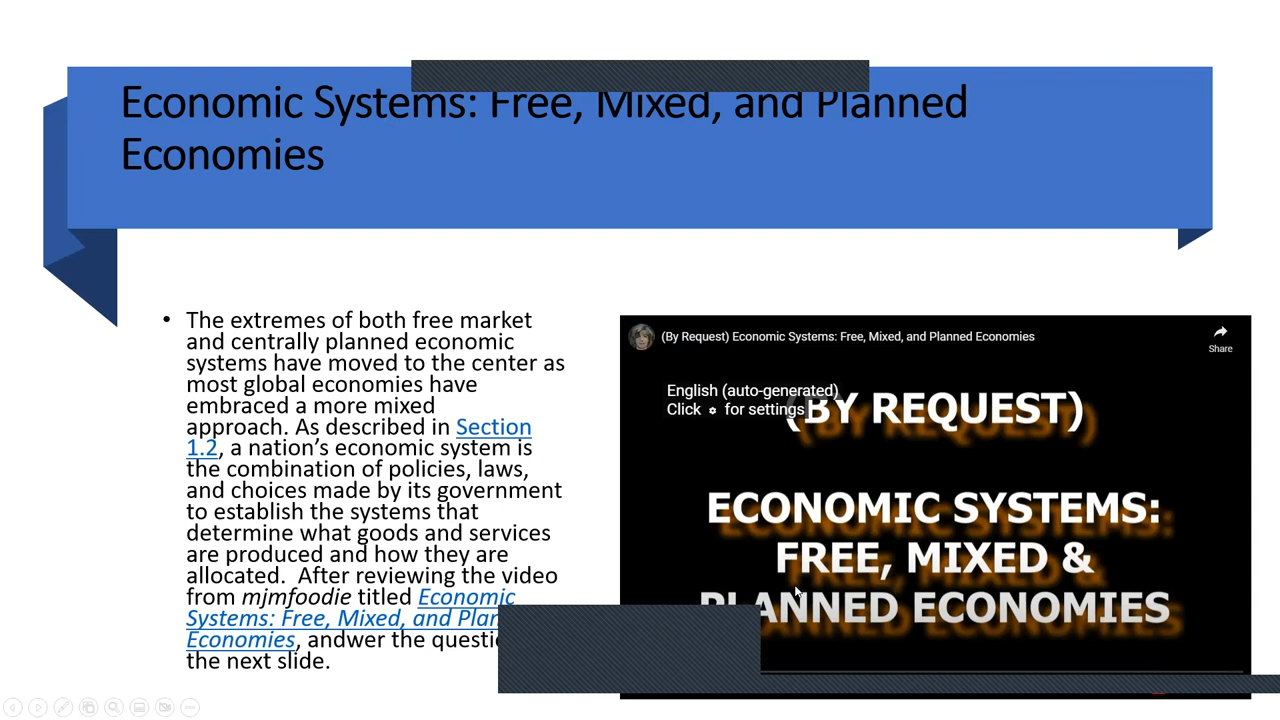 Economic Systems: Free, Mixed, and Planned
Economies
• The extremes of both free market
and centrally planned economic
systems have moved to the center as
most global economies have
embraced a more mixed
approach. As described in Section
1.2, a nation’s economic system is
the combination of policies, laws,
and choices made by its government
to establish the systems that
determine what goods and services
are produced and how they are
allocated.  After reviewing the video
from mjmfoodie titled Economic
Systems: Free, Mixed, and
Economies, andwer the
the next slide.
(By Request) Economic Systems: Free, Mixed, and Planned Economies
Share
English (auto-generated)
Click for settings
(BY REQUEST)
ECONOMIC SYSTEMS:
FREE, MIXED &
PLANNED ECONOMIES